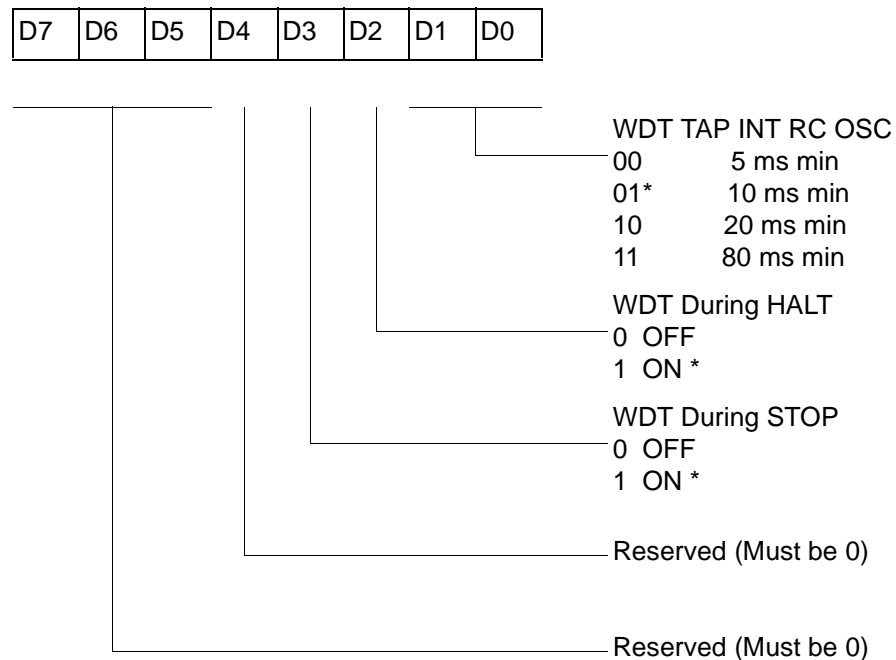 D7 D6 D5 D4 D3 D2 D1 D0
WDT TAP INT RC OSC
00 5 ms min
01* 10 ms min
10 20 ms min
11 80 ms min
WDT During HALT
0 OFF
1 ON *
WDT During STOP
0 OFF
1 ON *
Reserved (Must be 0)
Reserved (Must be 0)